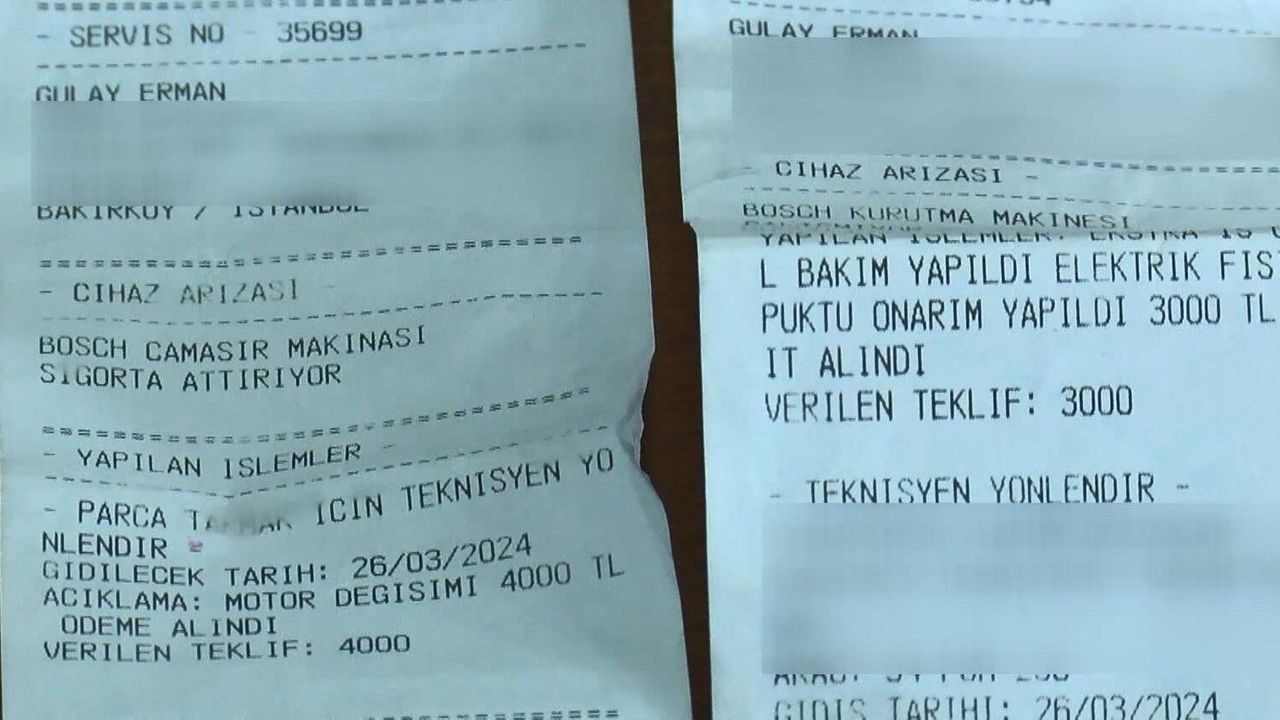 - SERVIS NO - 35699
GULAY ERMAN
BAKIRKOY / ISTANBUL
- CIHAZ ARIZASI -
BOSCH CAMASIR MAKINASI
SIGORTA ATTIRIYOR
- YAPILAN ISLEMLER -
- PARCA ICIN TEKNISYEN YO
NLENDIR
GIDILECEK TARIH: 26/03/2024
ACIKLAMA: MOTOR DEGISIMI 4000 TL
ODEME ALINDI
VERILEN TEKLIF: 4000
GULAY ERMAN
- CIHAZ ARIZASI -
BOSCH KURUTMA MAKINESI
YAPILAN ISLEMLER: EKSTRA
L BAKIM YAPILDI ELEKTRIK FIS
PUKTU ONARIM YAPILDI 3000 TL
IT ALINDI
VERILEN TEKLIF: 3000
- TEKNISYEN YONLENDIR -
GIDIS TARIHI: 26/03/2024